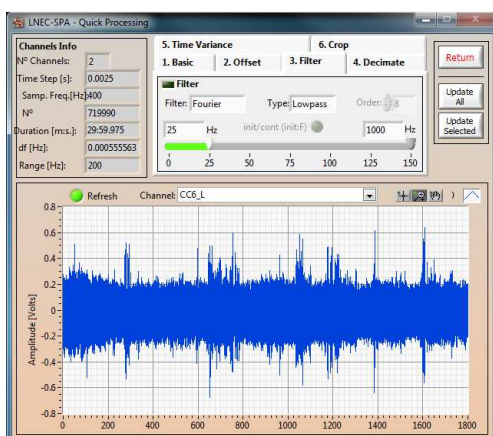 LNEC-SPA - Quick Processing
Channels Info
Nº Channels: 2
Time Step [s]: 0.0025
Samp. Freq.[Hz]: 400
Nº 719990
Duration [m:s.]: 29:59.975
df [Hz]: 0.000555563
Range [Hz]: 200
5. Time Variance 6. Crop
1. Basic 2. Offset 3. Filter 4. Decimate
Filter
Filter: Fourier Type: Lowpass Order: 8
25 Hz init/cont (init:F) 1000 Hz
0 25 50 75 100 125 150
Return
Update
All
Update
Selected
Refresh Channel: CC6_L
Amplitude [Volts]
0.8
0.6
0.4
0.2
0
-0.2
-0.4
-0.6
-0.8
0 200 400 600 800 1000 1200 1400 1600 1800